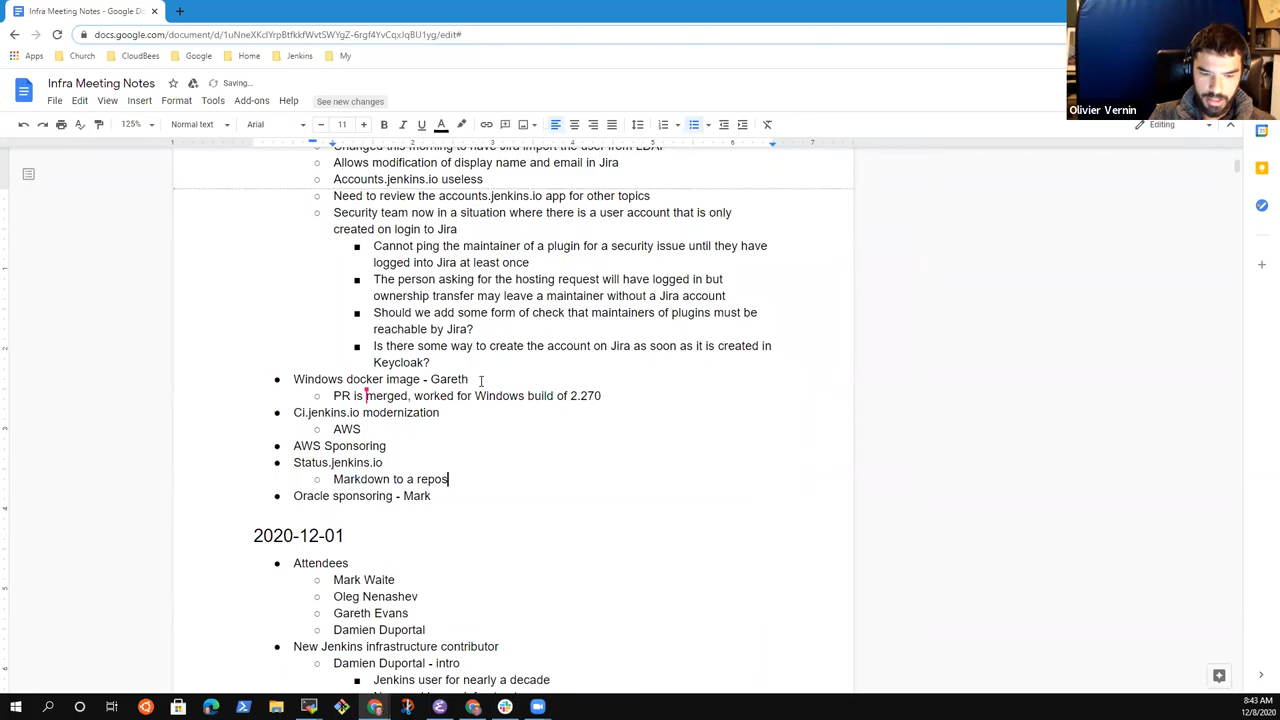 Infra Meeting Notes - Google Do
docs.google.com/document/d/
Apps
Church
CloudBees
Google
Home
Jenkins
My
Infra Meeting Notes
Saving...
File Edit View Insert Format Tools Add-ons Help
See new changes
125%
Normal text
Arial
11
Editing
Olivier Vernin
1 1 2 3 4 5 6 7
Allows modification of display name and email in Jira
Accounts.jenkins.io useless
Need to review the accounts.jenkins.io app for other topics
Security team now in a situation where there is a user account that is only
created on login to Jira
Cannot ping the maintainer of a plugin for a security issue until they have
logged into Jira at least once
The person asking for the hosting request will have logged in but
ownership transfer may leave a maintainer without a Jira account
Should we add some form of check that maintainers of plugins must be
reachable by Jira?
Is there some way to create the account on Jira as soon as it is created in
Keycloak?
Windows docker image - Gareth
PR is merged, worked for Windows build of 2.270
Ci.jenkins.io modernization
AWS
AWS Sponsoring
Status.jenkins.io
Markdown to a repos
Oracle sponsoring - Mark
2020-12-01
Attendees
Mark Waite
Oleg Nenashev
Gareth Evans
Damien Duportal
New Jenkins infrastructure contributor
Damien Duportal - intro
Jenkins user for nearly a decade
8:43 AM
12/8/2020